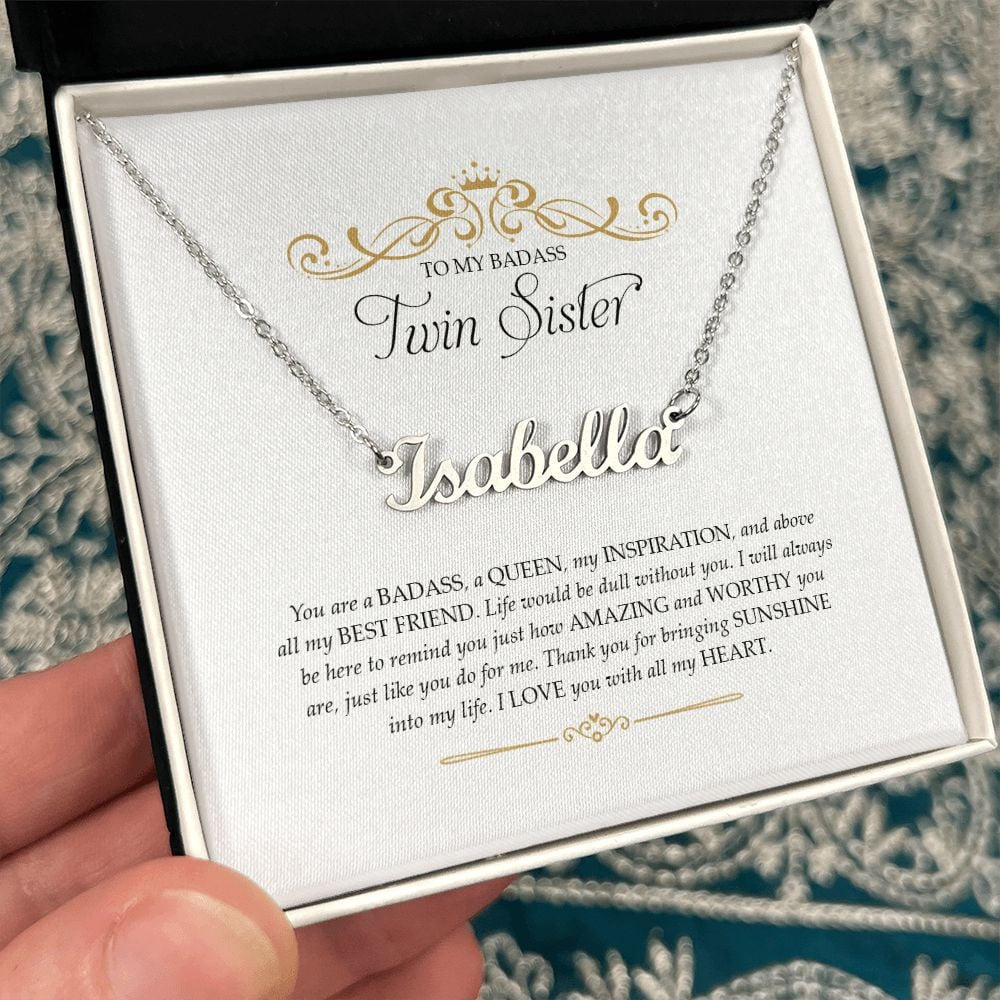 TO MY BADASS
Twin Sister
Isabella
You are a BADASS, a QUEEN, my INSPIRATION, and above
all my BEST FRIEND. Life would be dull without you. I will always
be here to remind you just how AMAZING and WORTHY you
are, just like you do for me. Thank you for bringing SUNSHINE
into my life. I LOVE you with all my HEART.